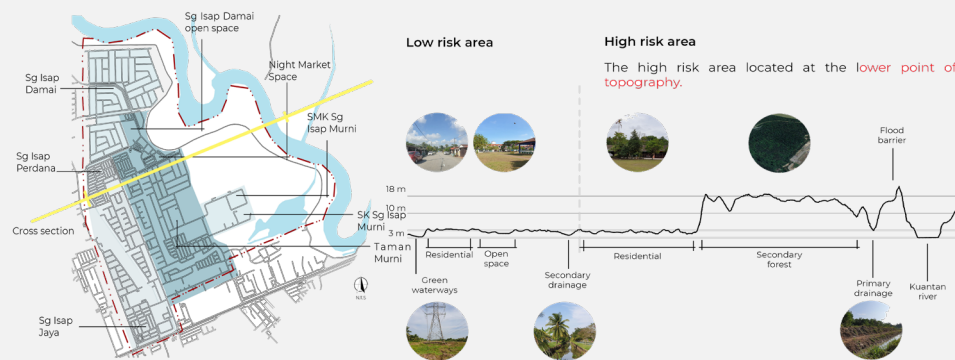 Sg Isap Damai
open space
Night Market
Space
Sg Isap
Damai
SMK Sg
Isap Murni
Sg Isap
Perdana
Cross section
SK Sg Isap
Murni
Taman
Murni
Sg Isap
Jaya
Low risk area
High risk area
The high risk area located at the lower point of
topography.
Flood
barrier
18 m
10 m
3 m
Residential
Open
space
Residential
Secondary
forest
Green
waterways
Secondary
drainage
Primary
drainage
Kuantan
river